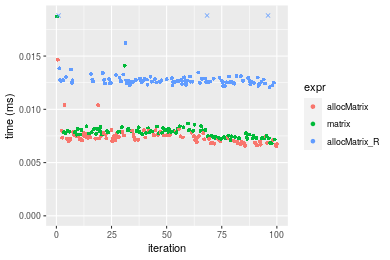 time (ms)
0.015
0.010
0.005
0.000
0
25
50
75
100
iteration
expr
allocMatrix
matrix
allocMatrix_R